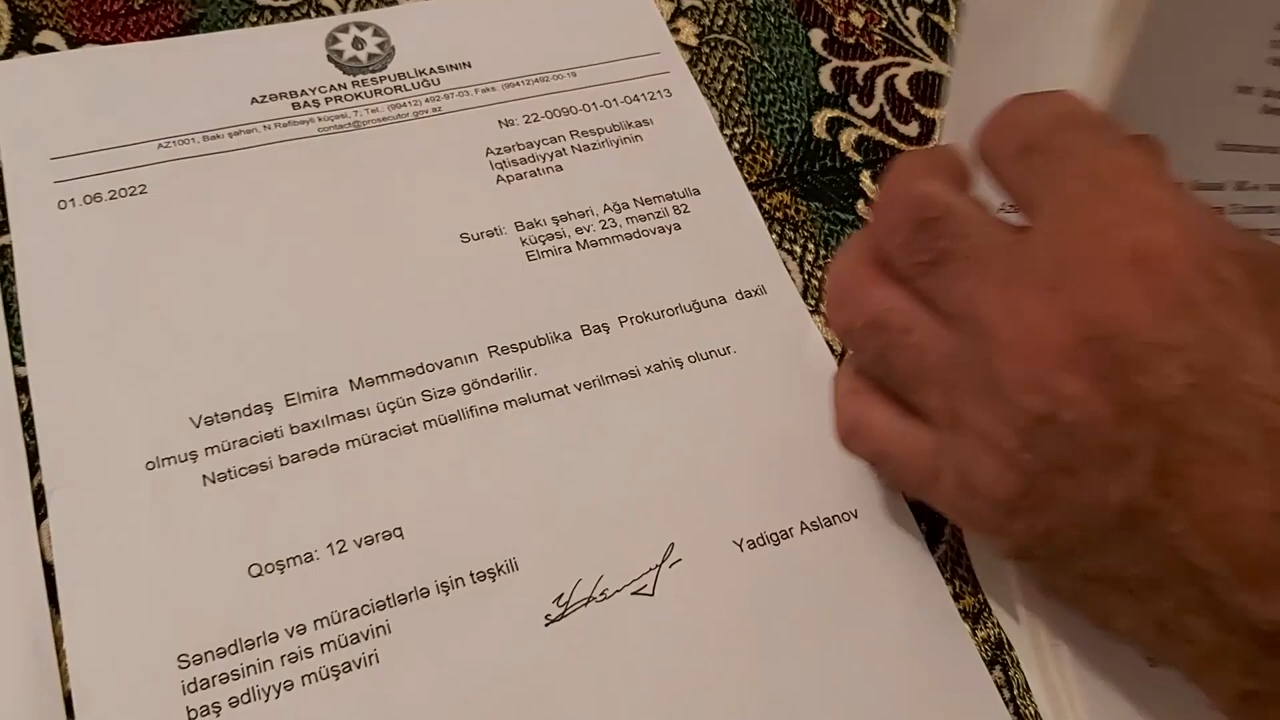 AZƏRBAYCAN RESPUBLİKASININ
BAŞ PROKURORLUĞU
AZ1001, Bakı şəhəri, N.Rəfibəyli küçəsi, 7; Tel.: (99412) 492-97-03, Faks: (99412)492-00-19
contact@prosecutor.gov.az
01.06.2022
№: 22-0090-01-01-041213
Azərbaycan Respublikası
İqtisadiyyat Nazirliyinin
Aparatına
Surəti: Bakı şəhəri, Ağa Nemətulla
küçəsi, ev: 23, mənzil 82
Elmira Məmmədovaya
Vətəndaş Elmira Məmmədovanın Respublika Baş Prokurorluğuna daxil
olmuş müraciəti baxılması üçün Sizə göndərilir.
Nəticəsi barədə müraciət müəllifinə məlumat verilməsi xahiş olunur.
Qoşma: 12 vərəq
Sənədlərlə və müraciətlərlə işin təşkili
idarəsinin rəis müavini
baş ədliyyə müşaviri
Yadigar Aslanov